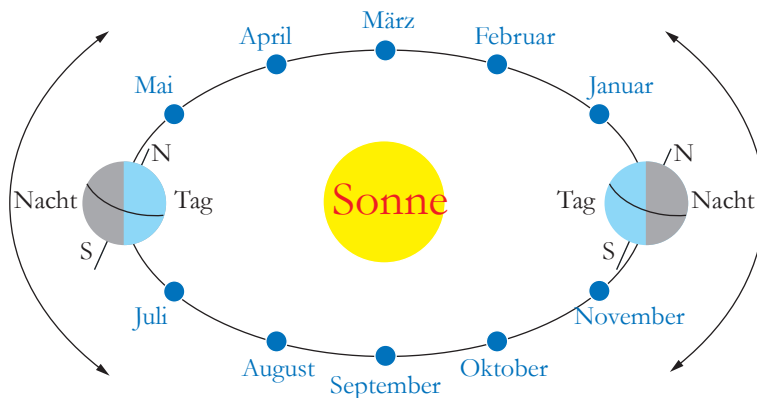 März
April
Februar
Mai
Januar
N
N
Nacht
Tag
Sonne
Tag
Nacht
S
S
Juli
November
August
Oktober
September